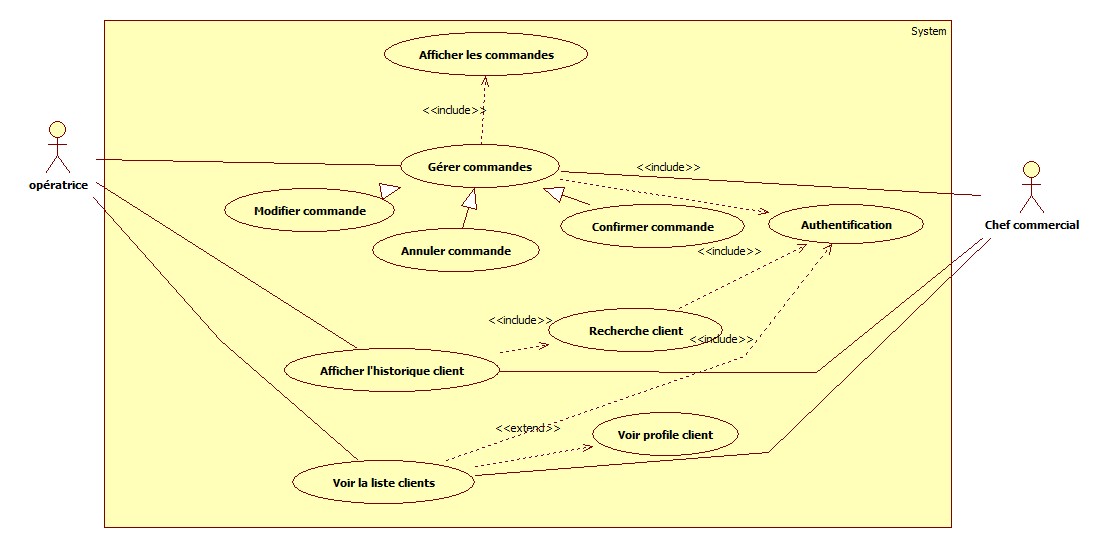 System
Afficher les commandes
<<include>>
opératrice
Gérer commandes
<<include>>
Modifier commande
Annuler commande
Confirmer commande
Authentification
Chef commercial
<<include>>
<<include>>
Recherche client
<<include>>
Afficher l'historique client
<<extend>>
Voir profile client
Voir la liste clients